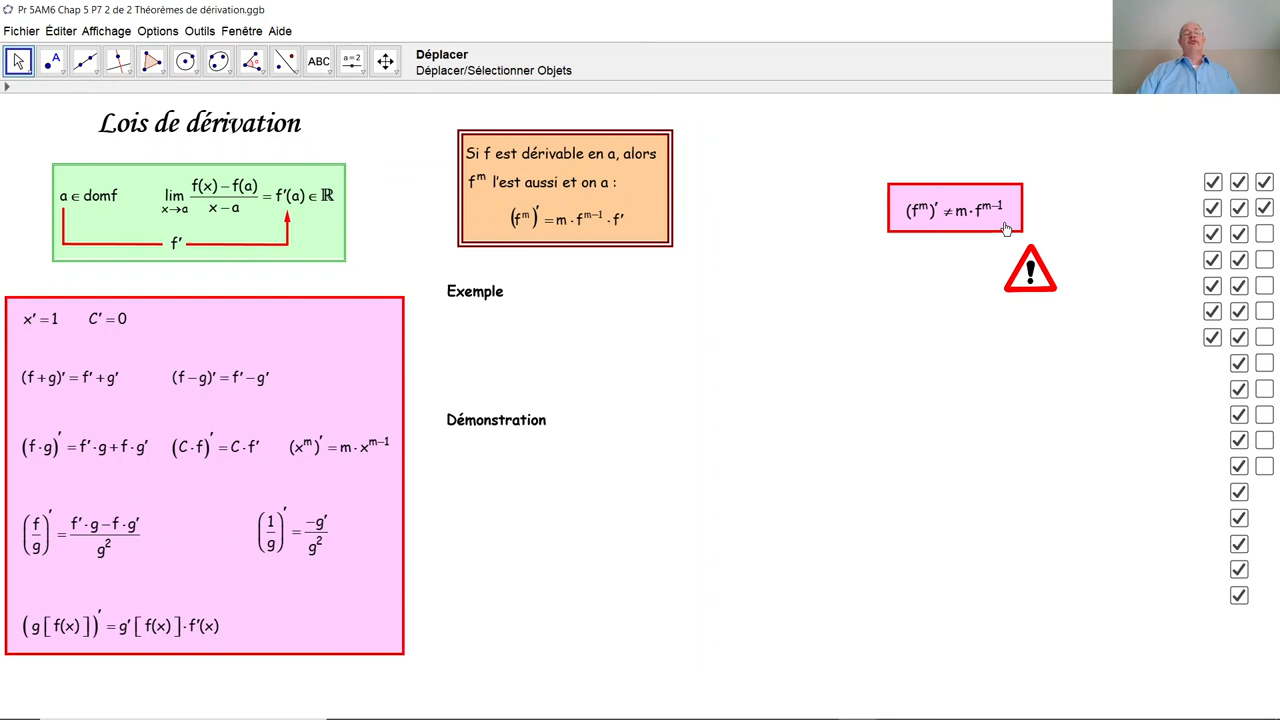 Pr 5AM6 Chap 5 P7 2 de 2 Théorèmes de dérivation.ggb
Fichier Éditer Affichage Options Outils Fenêtre Aide
A ABC a=2
Déplacer
Déplacer/Sélectionner Objets
Lois de dérivation
a ∈ domf lim x→a (f(x) − f(a))/(x − a) = f'(a) ∈ ℝ
f'
x' = 1 C' = 0
(f + g)' = f' + g' (f − g)' = f' − g'
(f·g)' = f'·g + f·g' (C·f)' = C·f' (x^m)' = m·x^(m−1)
(f/g)' = (f'·g − f·g')/g² (1/g)' = −g'/g²
(g[f(x)])' = g'[f(x)]·f'(x)
Si f est dérivable en a, alors
f^m l'est aussi et on a :
(f^m)' = m·f^(m−1)·f'
Exemple
Démonstration
(f^m)' ≠ m·f^(m−1)
!